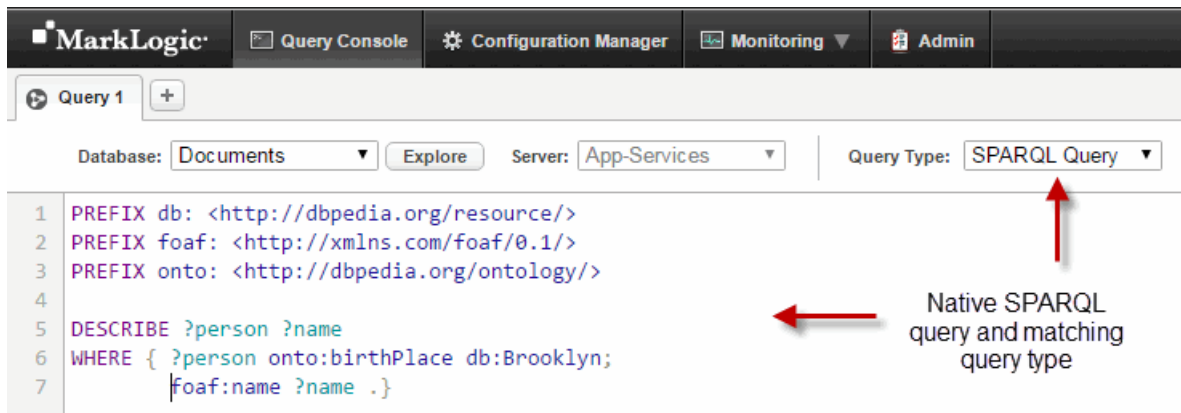 MarkLogic Query Console Configuration Manager Monitoring ▼ Admin
Query 1 +
Database: Documents ▼ Explore Server: App-Services ▼ Query Type: SPARQL Query ▼
1 PREFIX db: <http://dbpedia.org/resource/>
2 PREFIX foaf: <http://xmlns.com/foaf/0.1/>
3 PREFIX onto: <http://dbpedia.org/ontology/>
4
5 DESCRIBE ?person ?name
6 WHERE { ?person onto:birthPlace db:Brooklyn;
7 foaf:name ?name .}
Native SPARQL
query and matching
query type